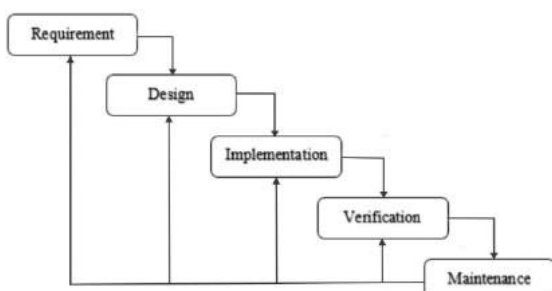 Requirement
Design
Implementation
Verification
Maintenance